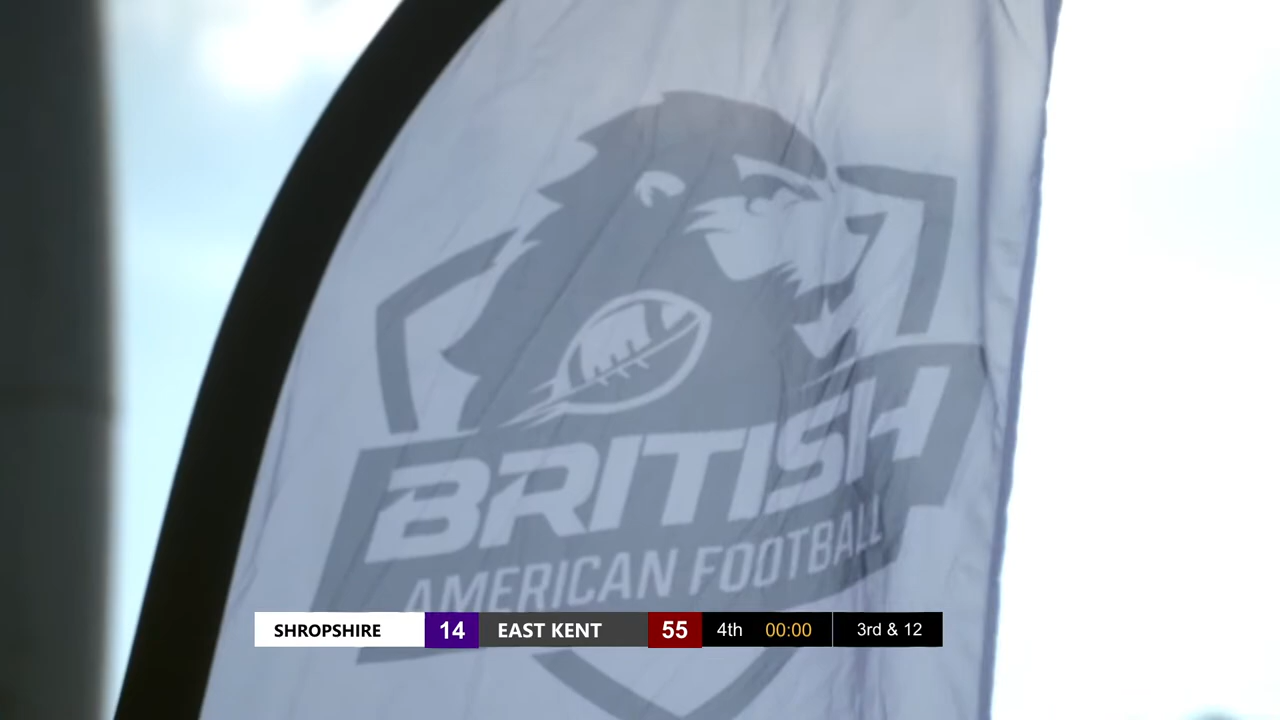 BRITISH
AMERICAN FOOTBALL
SHROPSHIRE 14 EAST KENT 55 4th 00:00 3rd & 12